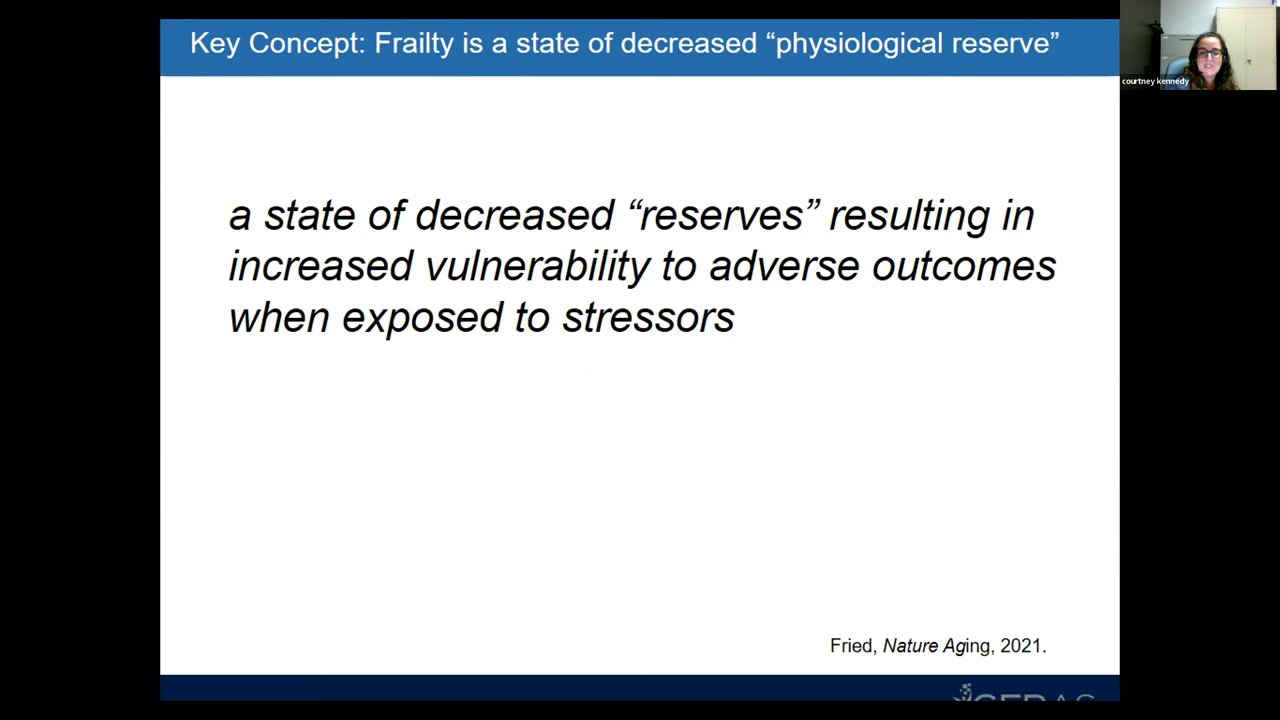 Key Concept: Frailty is a state of decreased “physiological reserve”
courtney kennedy
a state of decreased “reserves” resulting in
increased vulnerability to adverse outcomes
when exposed to stressors
Fried, Nature Aging, 2021.